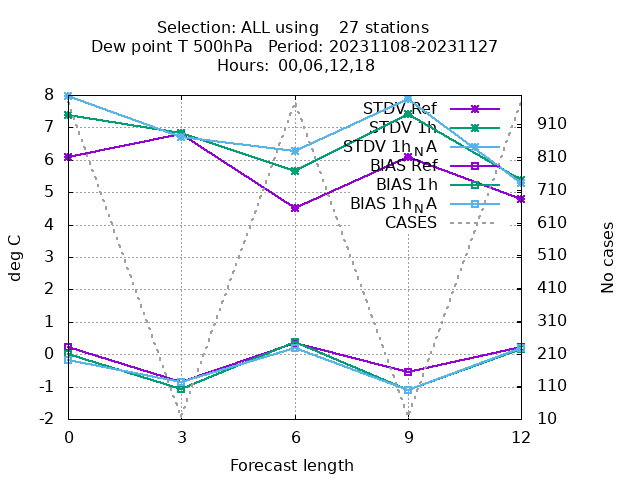 Selection: ALL using    27 stations
Dew point T 500hPa   Period: 20231108-20231127
Hours: 00,06,12,18
8
7
6
5
4
3
2
1
0
-1
-2
deg C
STDV Ref
STDV 1h
STDV 1h_NA
BIAS Ref
BIAS 1h
BIAS 1h_NA
CASES
910
810
710
610
510
410
310
210
110
10
No cases
0 3 6 9 12
Forecast length